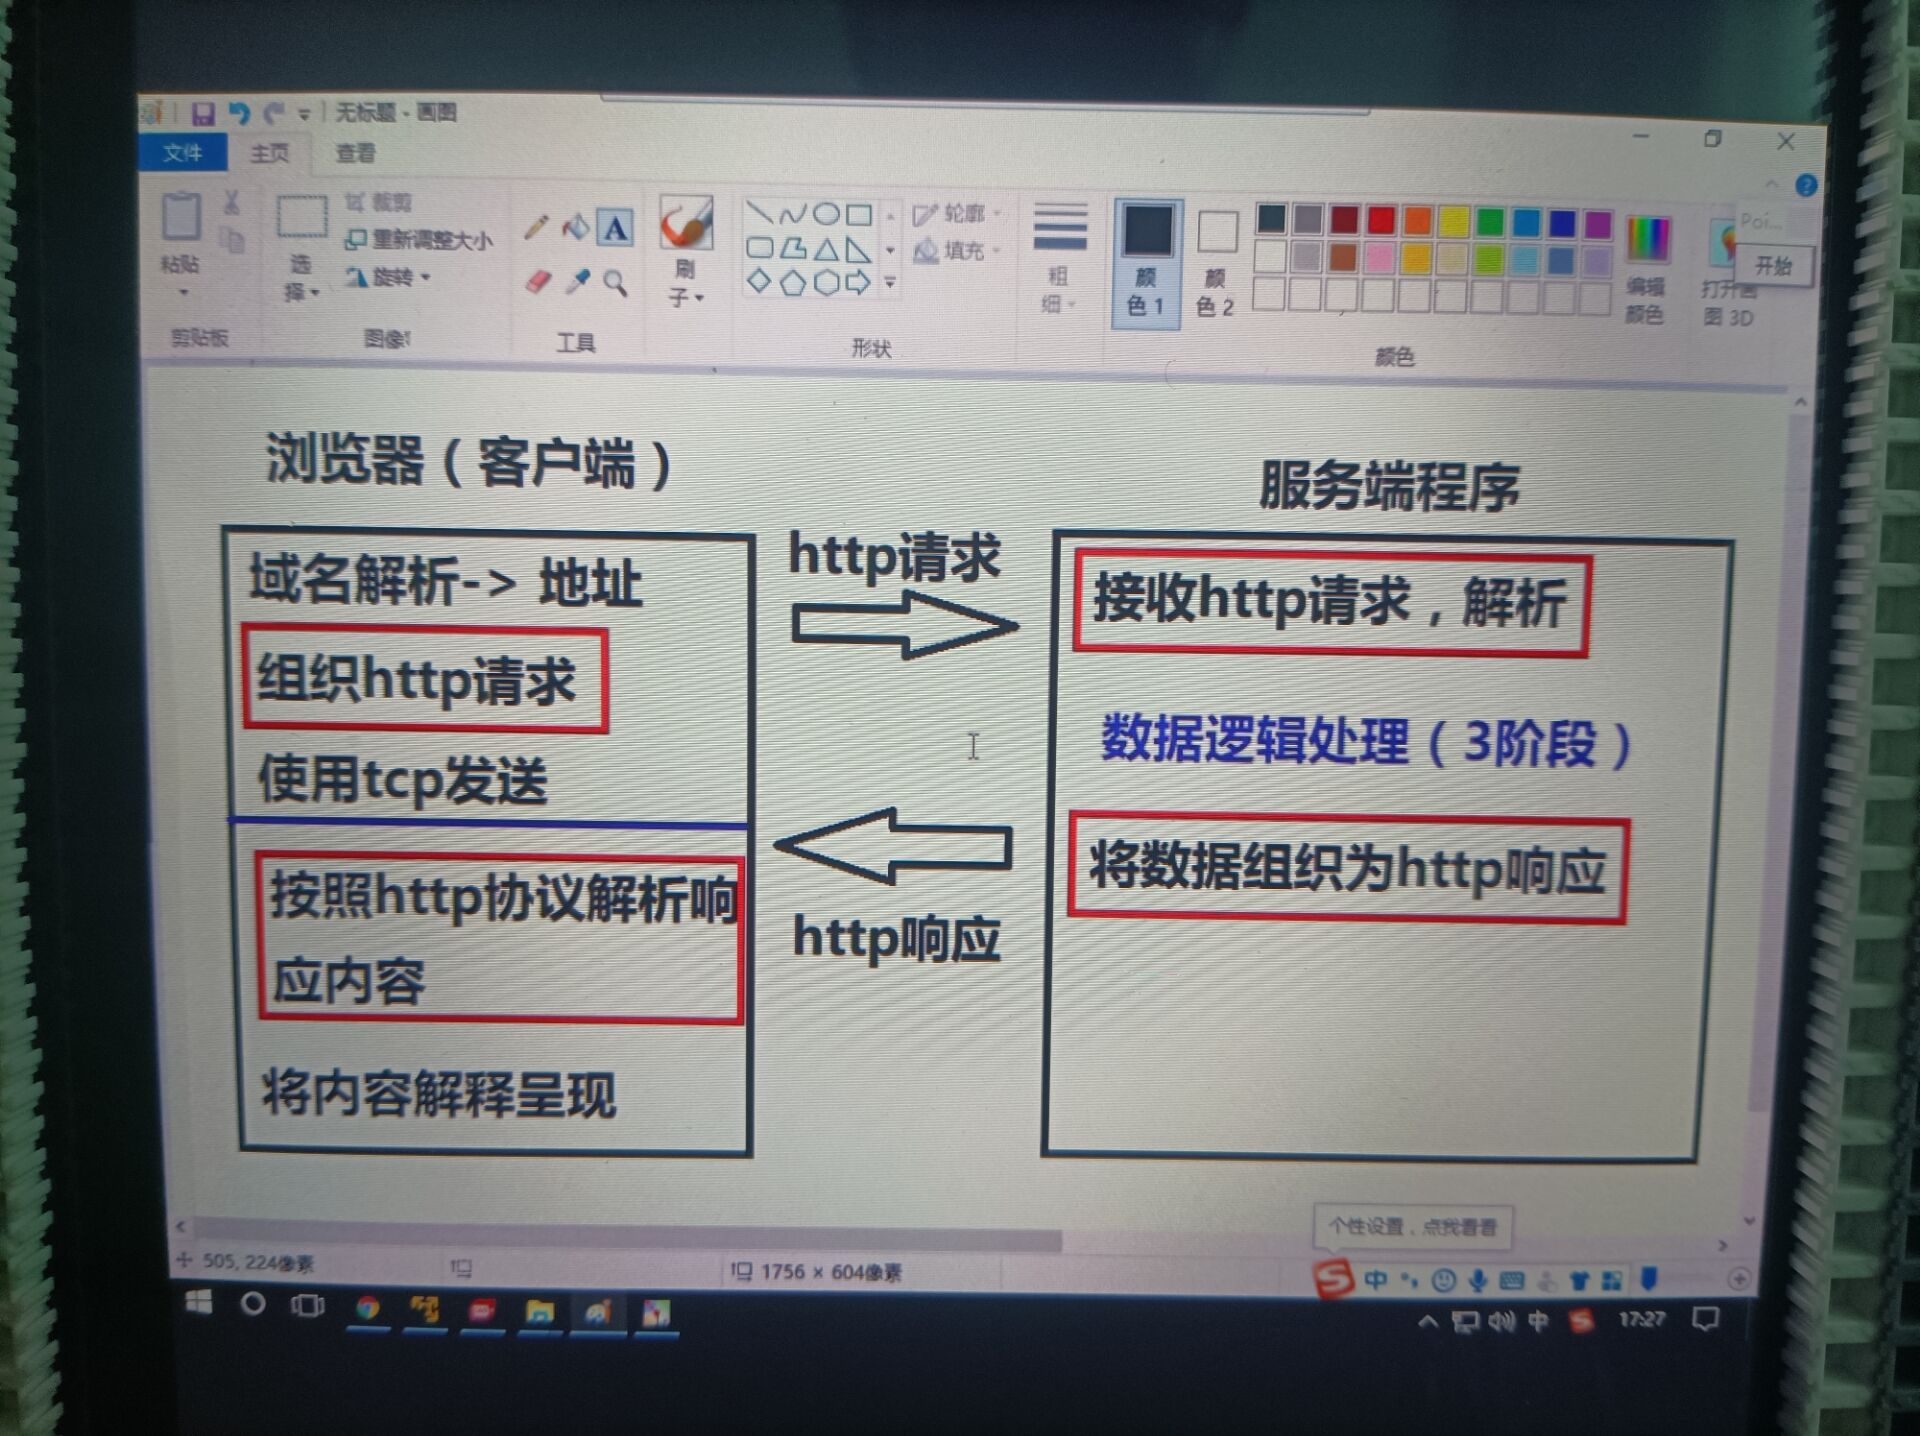 无标题 - 画图
文件 主页 查看
粘贴
选择
裁剪
重新调整大小
旋转
刷子
轮廓
填充
粗细
颜色 1
颜色 2
编辑颜色
打开画图 3D
Poi...
开始
剪贴板 图像 工具 形状 颜色
浏览器（客户端）
服务端程序
域名解析-> 地址
组织http请求
使用tcp发送
按照http协议解析响
应内容
将内容解释呈现
http请求
http响应
接收http请求，解析
数据逻辑处理（3阶段）
将数据组织为http响应
个性设置，点我看看
505, 224像素
1756 × 604像素
中
中
17:27